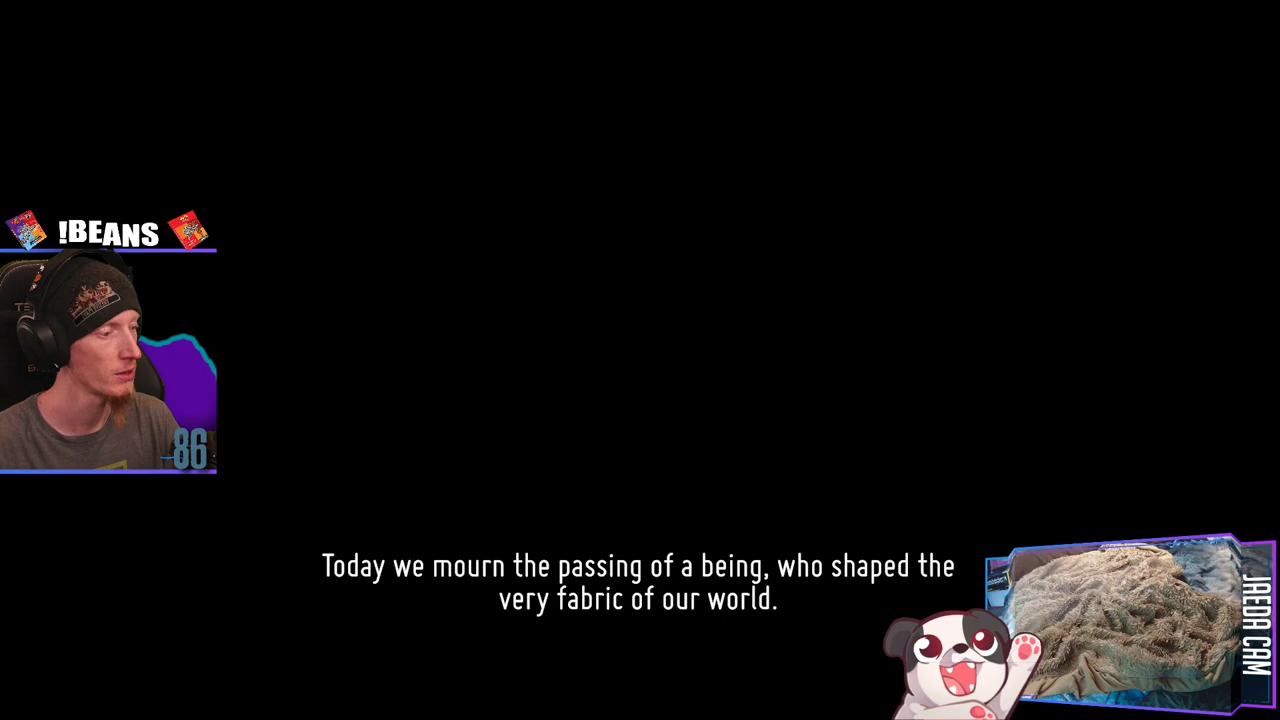 !BEANS
86
Today we mourn the passing of a being, who shaped the
very fabric of our world.
JAEDA CAM